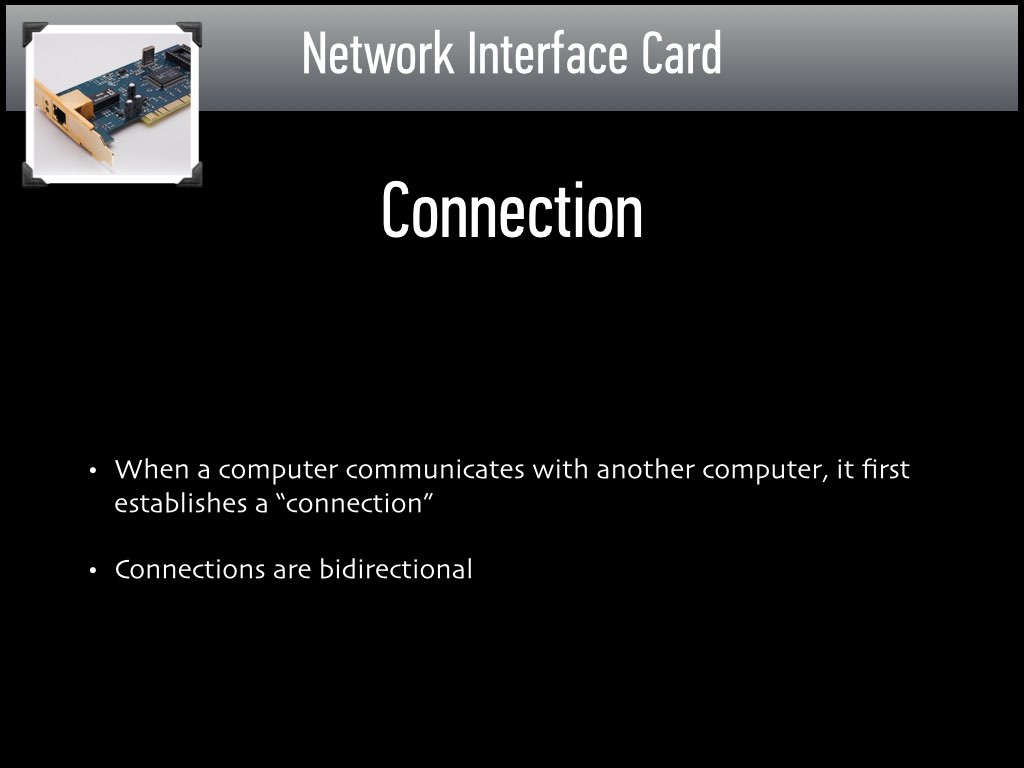 Network Interface Card
Connection
• When a computer communicates with another computer, it first
establishes a “connection”
• Connections are bidirectional